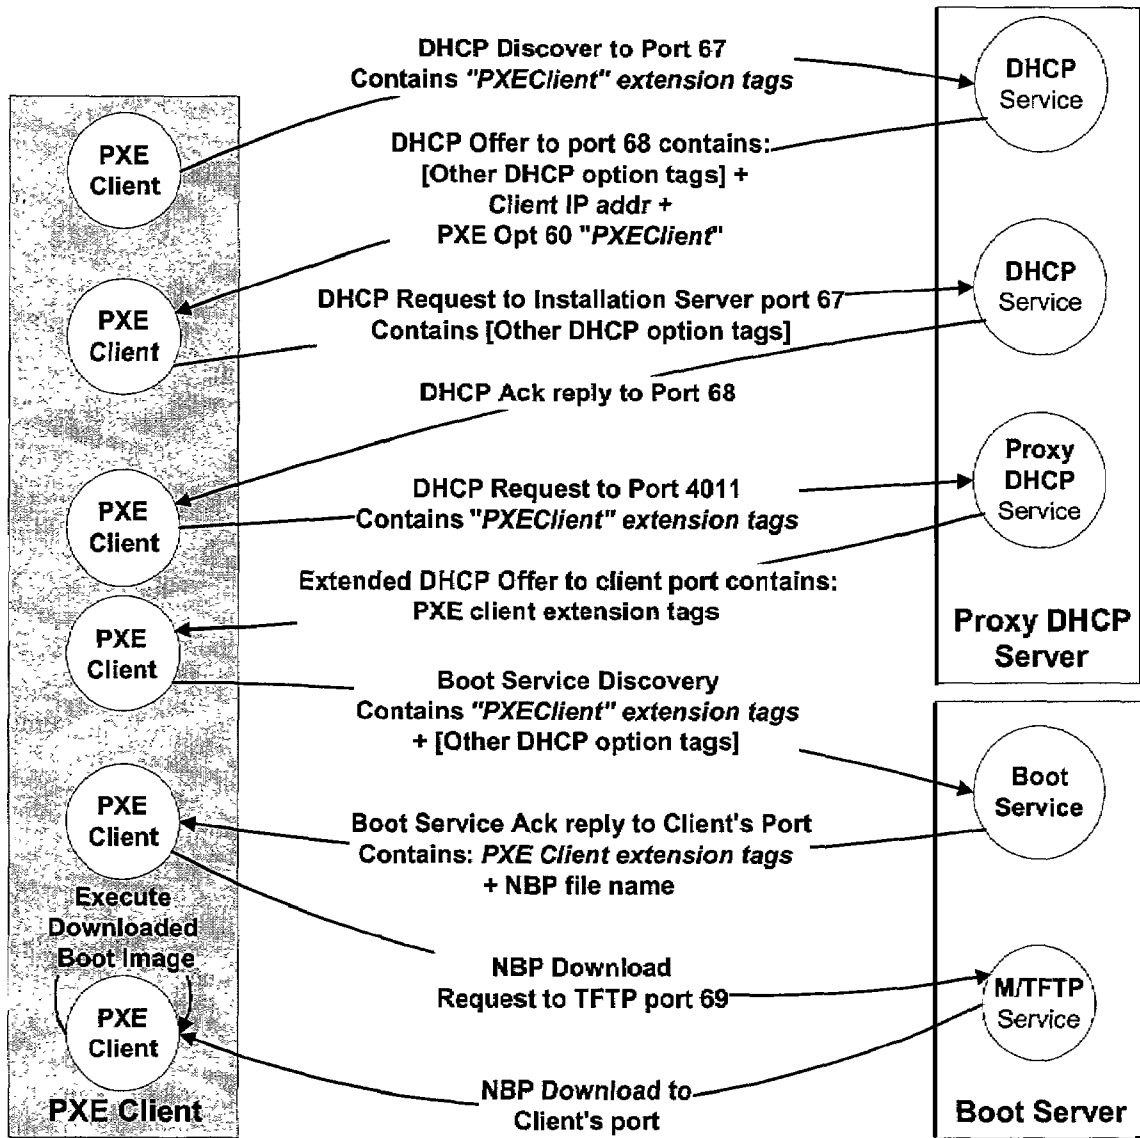 DHCP Discover to Port 67
Contains "PXEClient" extension tags
DHCP
Service
PXE
Client
DHCP Offer to port 68 contains:
[Other DHCP option tags] +
Client IP addr +
PXE Opt 60 "PXEClient"
PXE
Client
DHCP Request to Installation Server port 67
Contains [Other DHCP option tags]
DHCP
Service
DHCP Ack reply to Port 68
PXE
Client
DHCP Request to Port 4011
Contains "PXEClient" extension tags
Proxy
DHCP
Service
Extended DHCP Offer to client port contains:
PXE client extension tags
PXE
Client
Proxy DHCP
Server
Boot Service Discovery
Contains "PXEClient" extension tags
+ [Other DHCP option tags]
Boot
Service
PXE
Client
Boot Service Ack reply to Client's Port
Contains: PXE Client extension tags
+ NBP file name
Execute
Downloaded
Boot Image
NBP Download
Request to TFTP port 69
M/TFTP
Service
PXE
Client
NBP Download to
Client's port
PXE Client
Boot Server